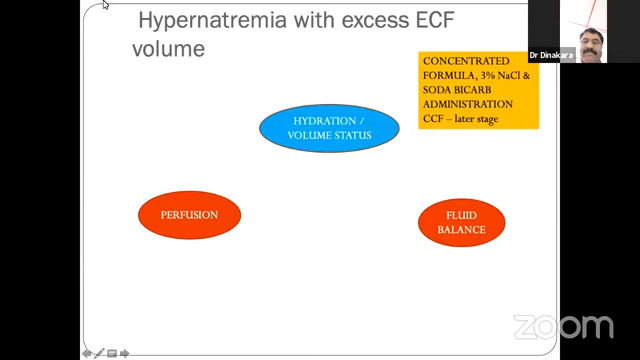 Hypernatremia with excess ECF
volume
Dr Dinakara
CONCENTRATED
FORMULA, 3% NaCl &
SODA BICARB
ADMINISTRATION
CCF – later stage
HYDRATION /
VOLUME STATUS
PERFUSION
FLUID
BALANCE
zoom